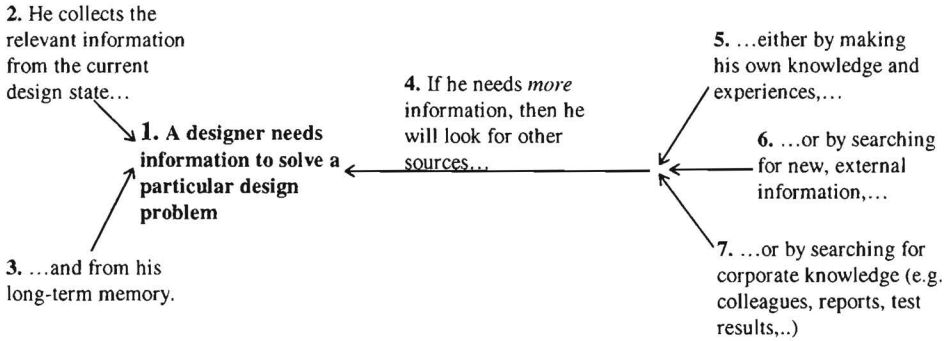 2. He collects the
relevant information
from the current
design state...
1. A designer needs
information to solve a
particular design
problem
3. ...and from his
long-term memory.
4. If he needs more
information, then he
will look for other
sources...
5. ...either by making
his own knowledge and
experiences,...
6. ...or by searching
for new, external
information,...
7. ...or by searching for
corporate knowledge (e.g.
colleagues, reports, test
results,..)